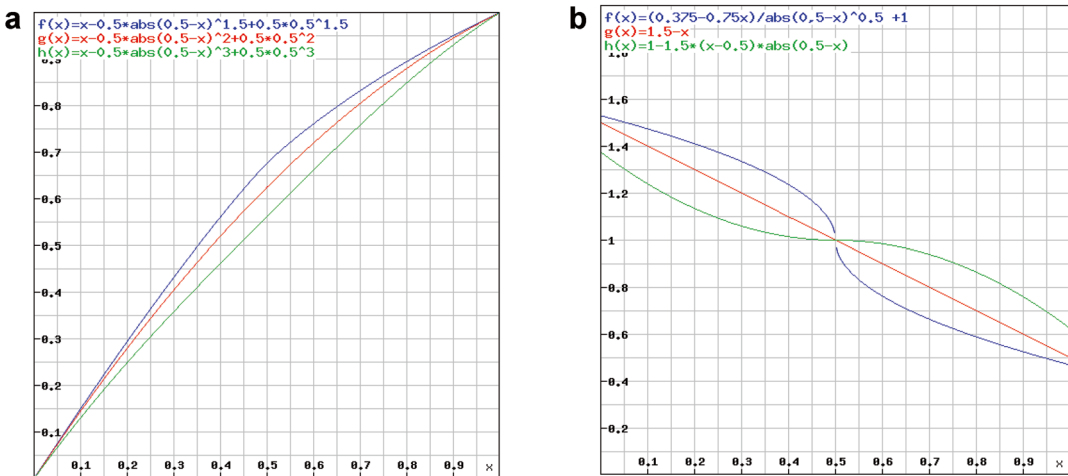 a
f(x)=x-0.5*abs(0.5-x)^1.5+0.5*0.5^1.5
g(x)=x-0.5*abs(0.5-x)^2+0.5*0.5^2
h(x)=x-0.5*abs(0.5-x)^3+0.5*0.5^3
0.9
0.8
0.7
0.6
0.5
0.4
0.3
0.2
0.1
0.1 0.2 0.3 0.4 0.5 0.6 0.7 0.8 0.9 x
b
f(x)=(0.375-0.75x)/abs(0,5-x)^0.5 +1
g(x)=1.5-x
h(x)=1-1.5*(x-0.5)*abs(0.5-x)
1.6
1.4
1.2
1
0.8
0.6
0.4
0.2
0.1 0.2 0.3 0.4 0.5 0.6 0.7 0.8 0.9 x